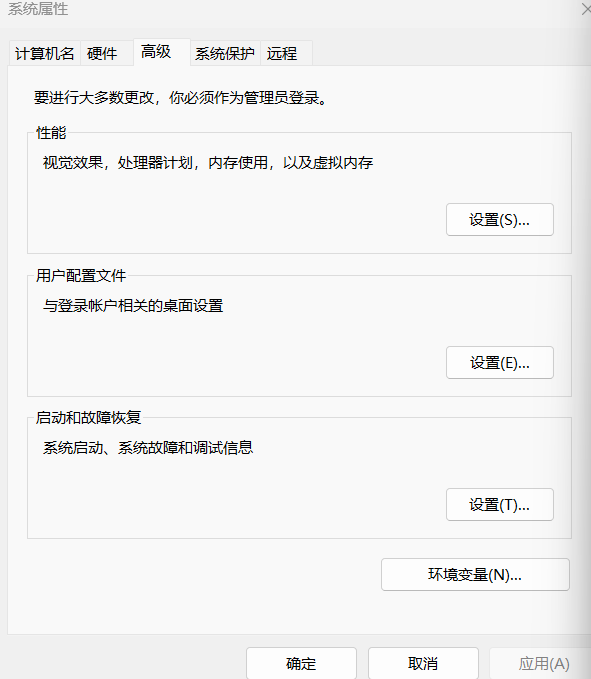 系统属性
计算机名 硬件 高级 系统保护 远程
要进行大多数更改，你必须作为管理员登录。
性能
视觉效果，处理器计划，内存使用，以及虚拟内存
设置(S)...
用户配置文件
与登录帐户相关的桌面设置
设置(E)...
启动和故障恢复
系统启动、系统故障和调试信息
设置(T)...
环境变量(N)...
确定 取消 应用(A)